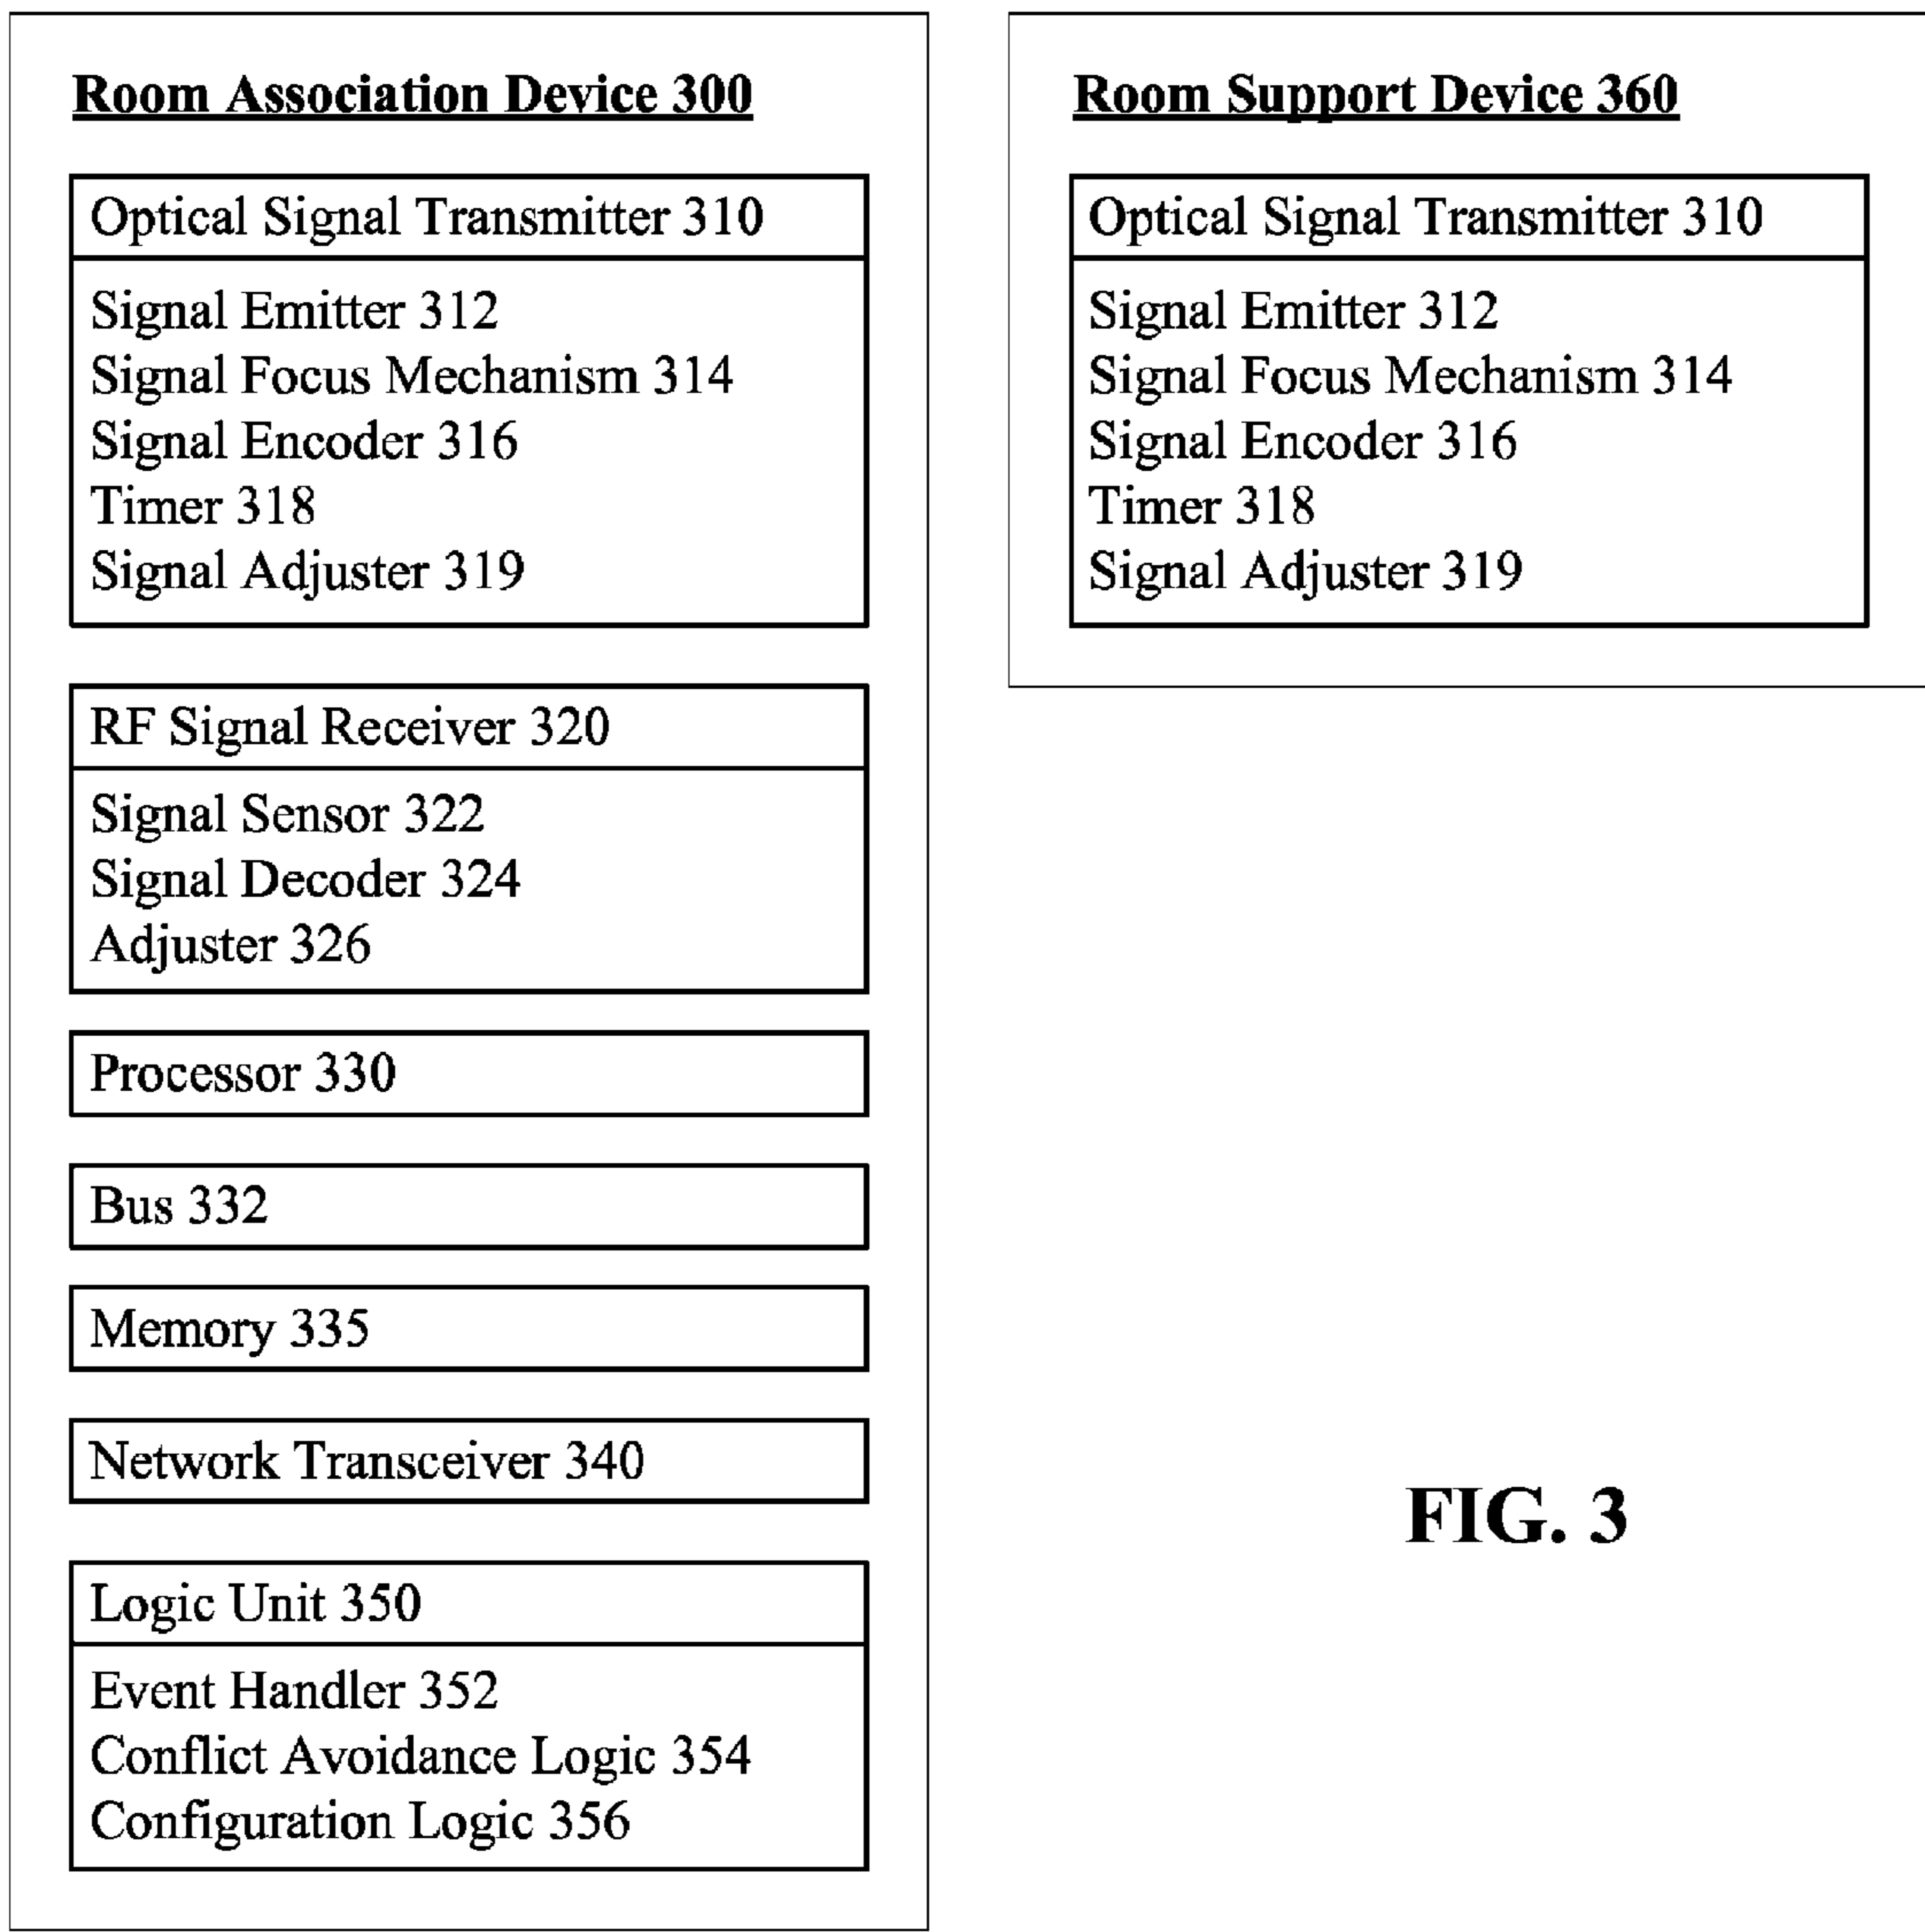 Room Association Device 300
Optical Signal Transmitter 310
Signal Emitter 312
Signal Focus Mechanism 314
Signal Encoder 316
Timer 318
Signal Adjuster 319
RF Signal Receiver 320
Signal Sensor 322
Signal Decoder 324
Adjuster 326
Processor 330
Bus 332
Memory 335
Network Transceiver 340
Logic Unit 350
Event Handler 352
Conflict Avoidance Logic 354
Configuration Logic 356
Room Support Device 360
Optical Signal Transmitter 310
Signal Emitter 312
Signal Focus Mechanism 314
Signal Encoder 316
Timer 318
Signal Adjuster 319
FIG. 3